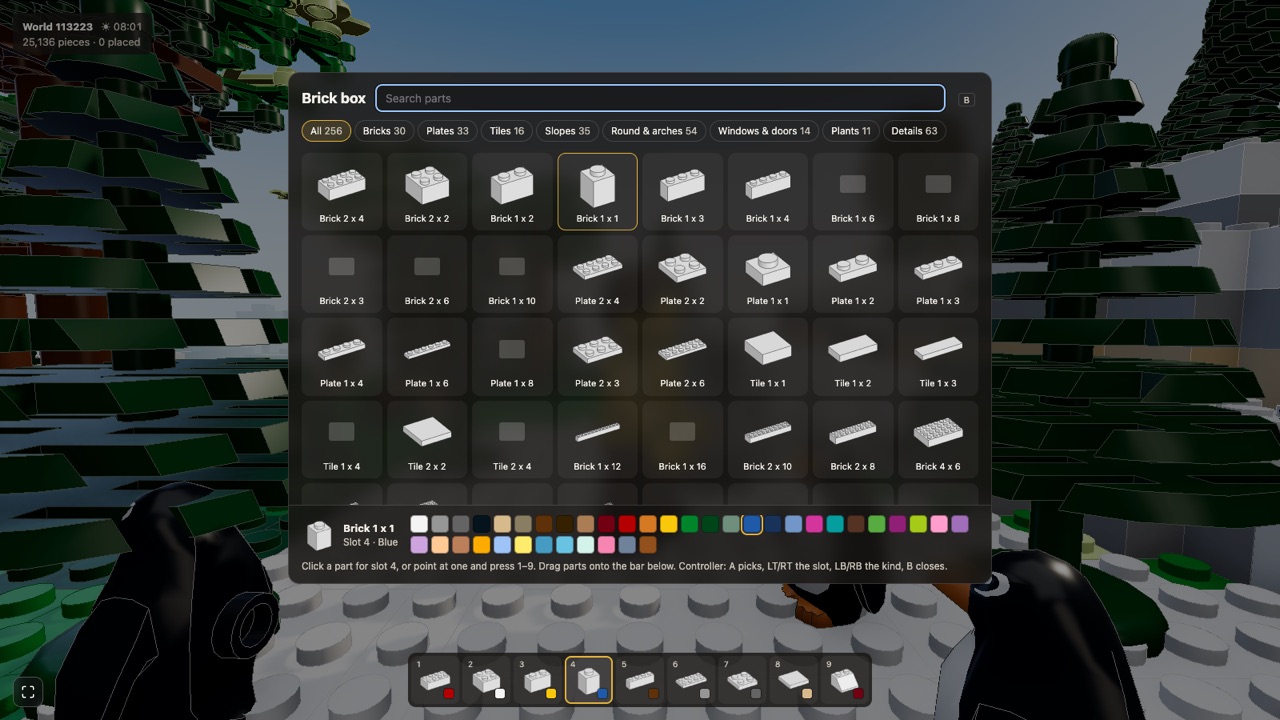 World 113223 ☀ 08:01
25,136 pieces · 0 placed
Brick box
Search parts
B
All 256
Bricks 30
Plates 33
Tiles 16
Slopes 35
Round & arches 54
Windows & doors 14
Plants 11
Details 63
Brick 2 x 4
Brick 2 x 2
Brick 1 x 2
Brick 1 x 1
Brick 1 x 3
Brick 1 x 4
Brick 1 x 6
Brick 1 x 8
Brick 2 x 3
Brick 2 x 6
Brick 1 x 10
Plate 2 x 4
Plate 2 x 2
Plate 1 x 1
Plate 1 x 2
Plate 1 x 3
Plate 1 x 4
Plate 1 x 6
Plate 1 x 8
Plate 2 x 3
Plate 2 x 6
Tile 1 x 1
Tile 1 x 2
Tile 1 x 3
Tile 1 x 4
Tile 2 x 2
Tile 2 x 4
Brick 1 x 12
Brick 1 x 16
Brick 2 x 10
Brick 2 x 8
Brick 4 x 6
Brick 1 x 1
Slot 4 · Blue
Click a part for slot 4, or point at one and press 1–9. Drag parts onto the bar below. Controller: A picks, LT/RT the slot, LB/RB the kind, B closes.
1
2
3
4
5
6
7
8
9